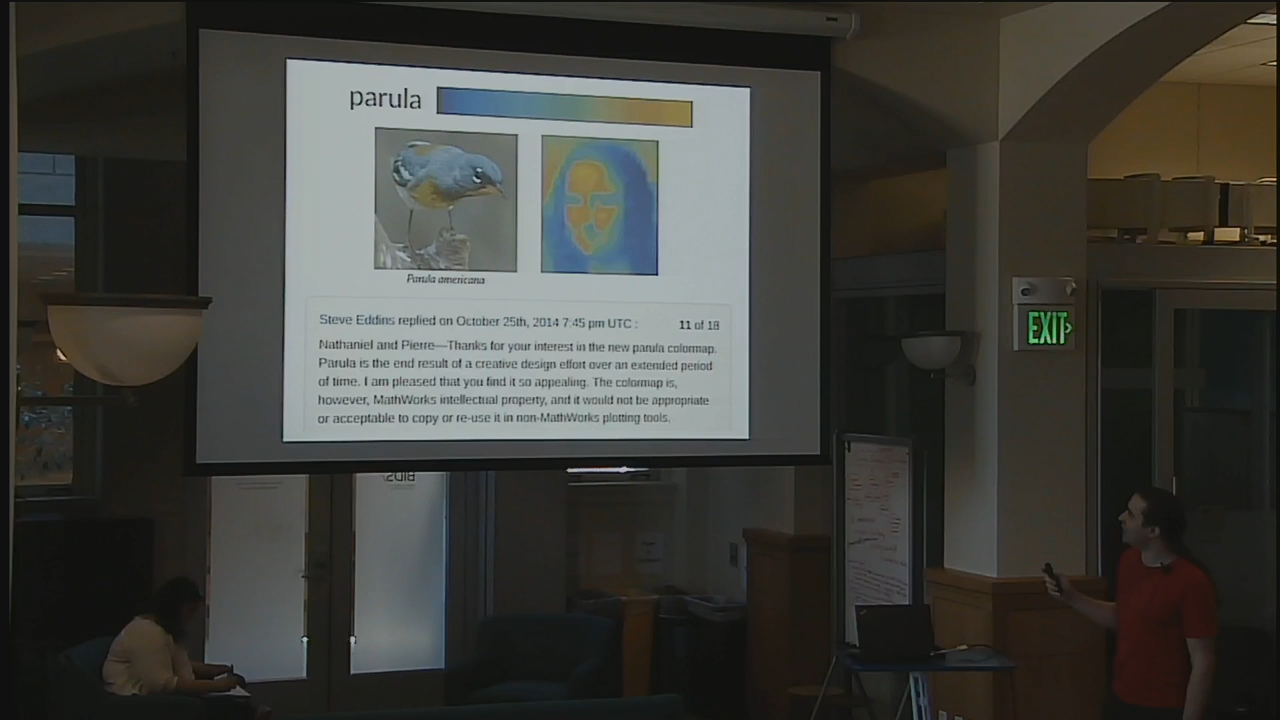 parula
Parula americana
Steve Eddins replied on October 25th, 2014 7:45 pm UTC : 11 of 18
Nathaniel and Pierre—Thanks for your interest in the new parula colormap.
Parula is the end result of a creative design effort over an extended period
of time. I am pleased that you find it so appealing. The colormap is,
however, MathWorks intellectual property, and it would not be appropriate
or acceptable to copy or re-use it in non-MathWorks plotting tools.
EXIT
BIDS